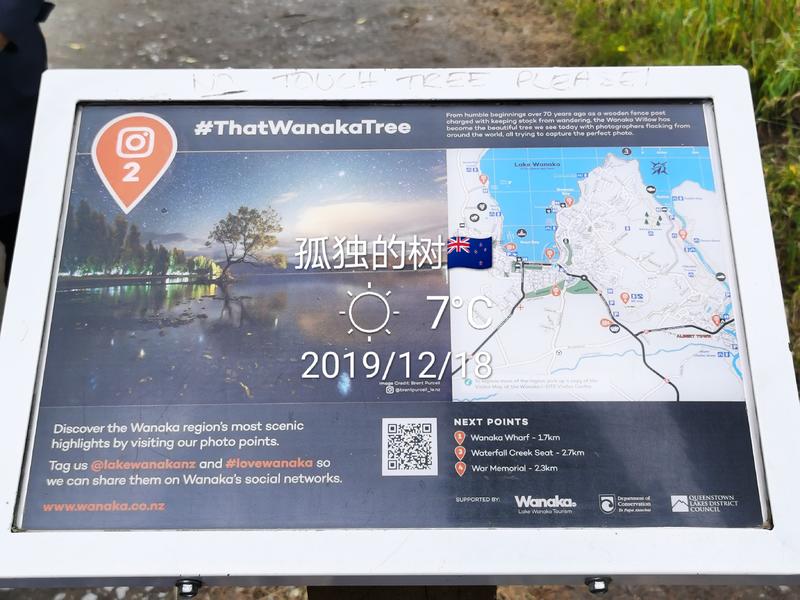 NO TOUCH TREE PLEASE!
2
#ThatWanakaTree
From humble beginnings over 70 years ago as a wooden fence post
charged with keeping stock from wandering, the Wanaka Willow has
become the beautiful tree we see today with photographers flocking from
around the world, all trying to capture the perfect photo.
Lake Wanaka
3
孤独的树🇳🇿
7°C
2019/12/18
ALBERT TOWN
Image Credit: Brent Purcell
@brentpurcell_le.nz
Discover the Wanaka region's most scenic
highlights by visiting our photo points.
Tag us @lakewanakanz and #lovewanaka so
we can share them on Wanaka's social networks.
www.wanaka.co.nz
NEXT POINTS
1 Wanaka Wharf - 1.7km
3 Waterfall Creek Seat - 2.7km
4 War Memorial - 2.3km
SUPPORTED BY:
Wanaka
Lake Wanaka Tourism
Department of
Conservation
Te Papa Atawhai
QUEENSTOWN
LAKES DISTRICT
COUNCIL